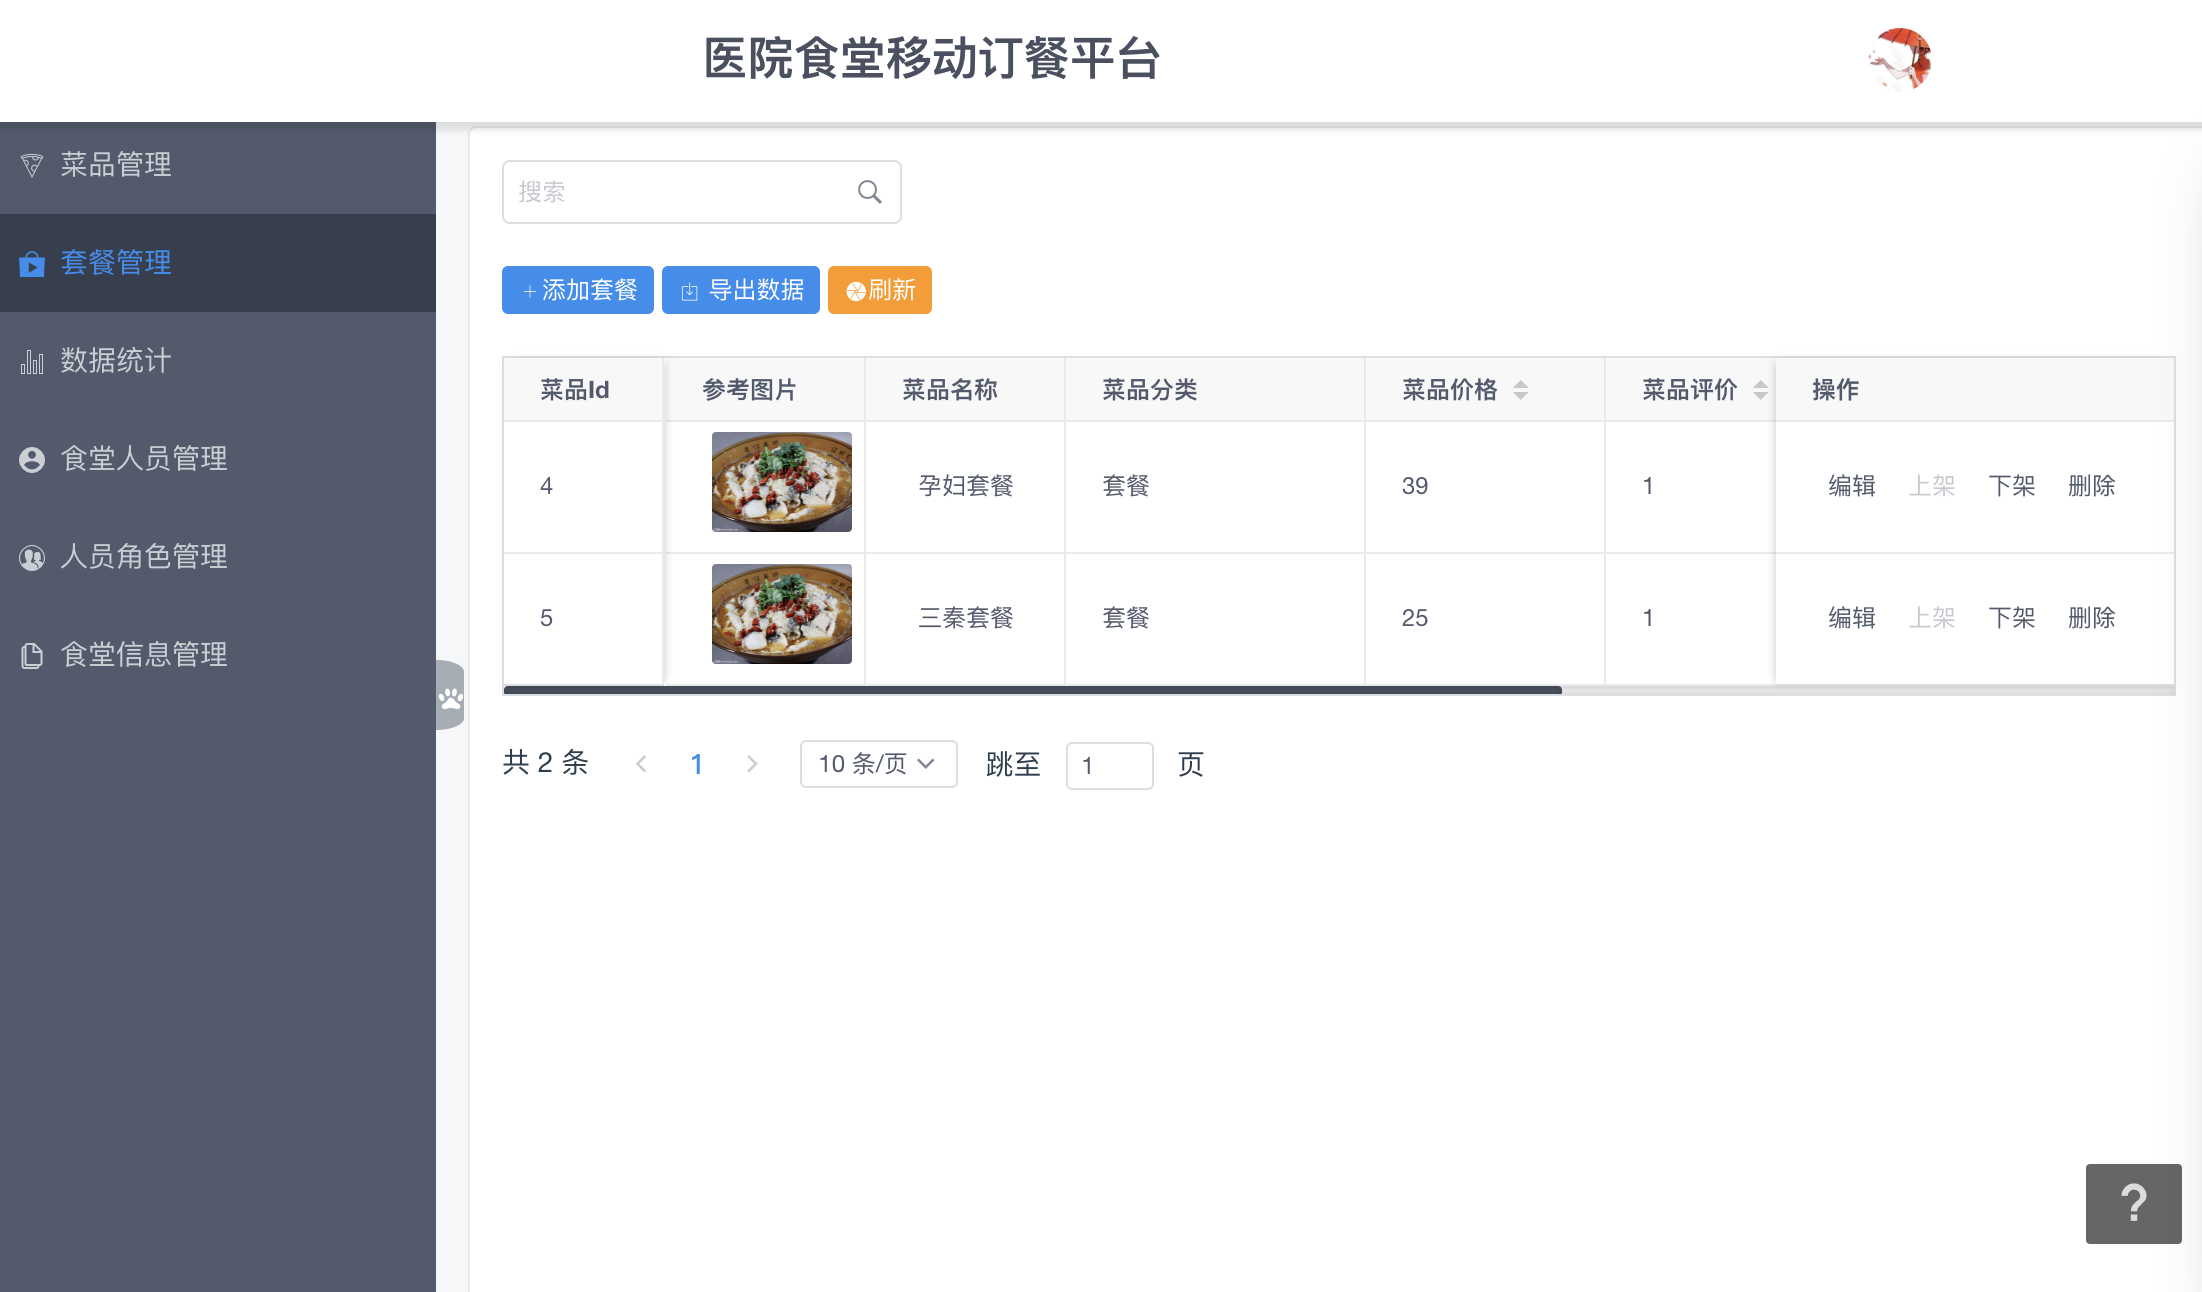 医院食堂移动订餐平台
菜品管理
套餐管理
数据统计
食堂人员管理
人员角色管理
食堂信息管理
搜索
+ 添加套餐 导出数据 刷新
菜品Id 参考图片 菜品名称 菜品分类 菜品价格 菜品评价 操作
4 孕妇套餐 套餐 39 1 编辑 上架 下架 删除
5 三秦套餐 套餐 25 1 编辑 上架 下架 删除
共 2 条 1 10 条/页 跳至 1 页
?